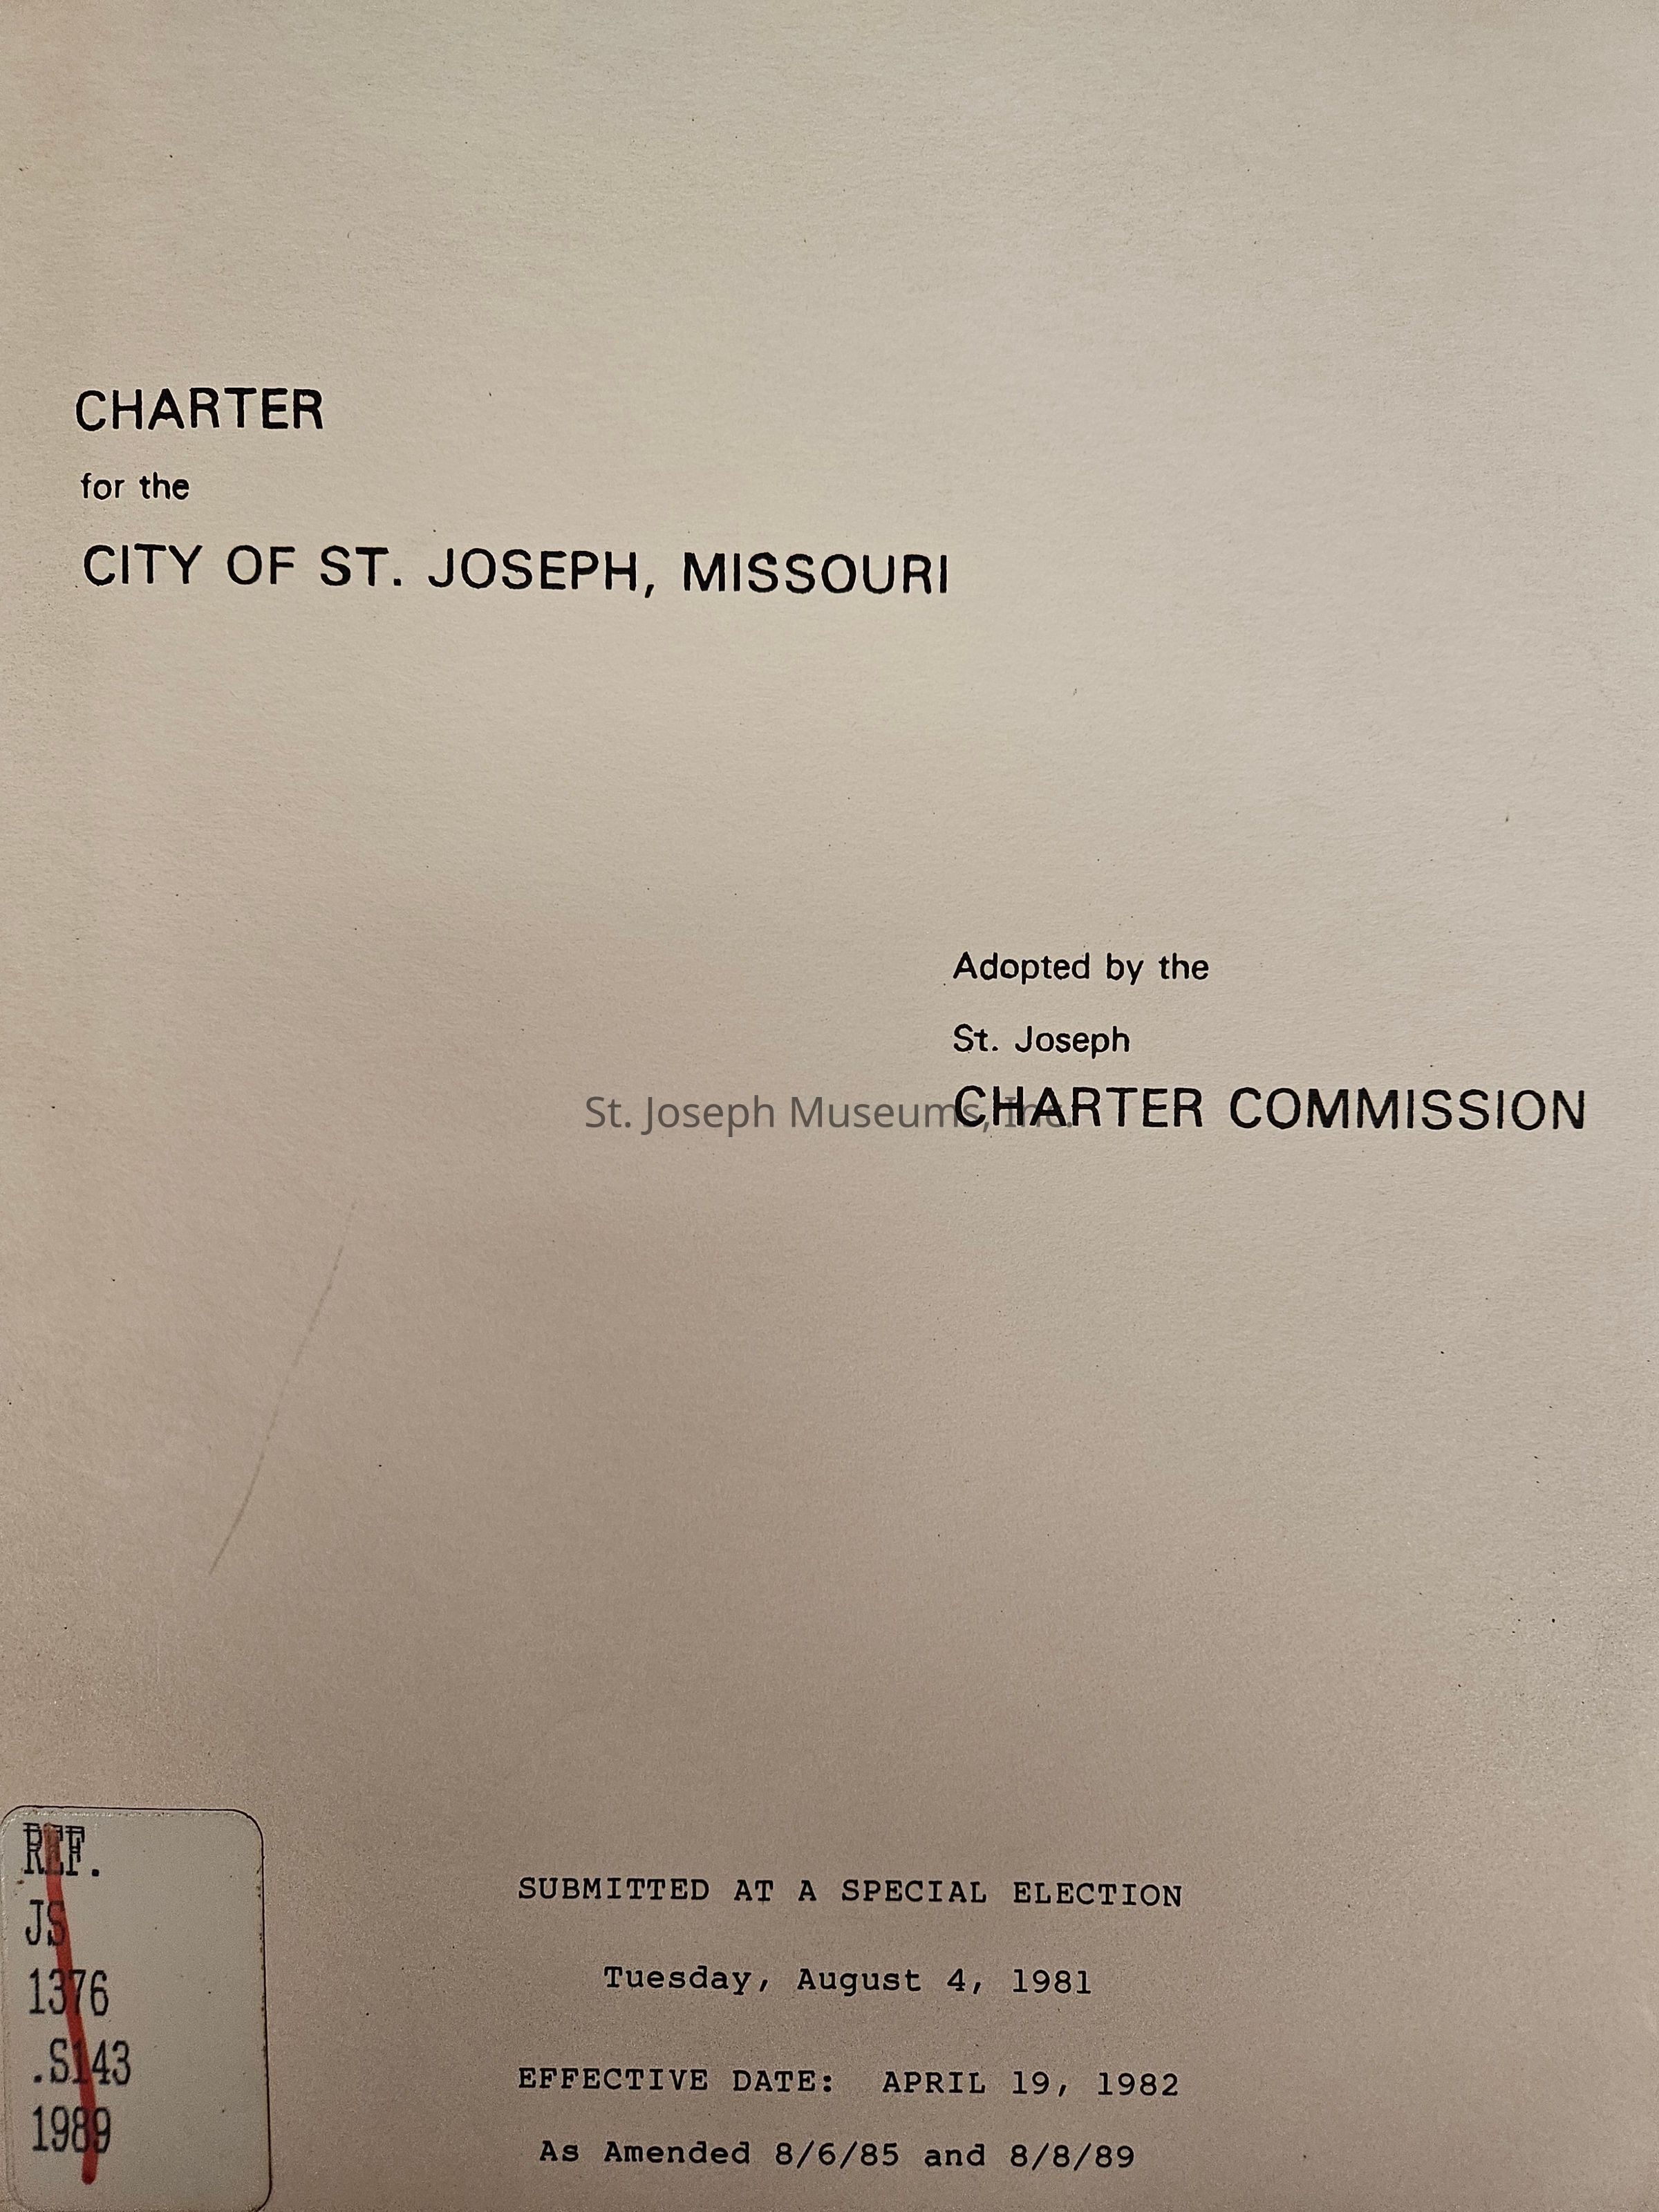 CHARTER
for the
CITY OF ST. JOSEPH, MISSOURI
Adopted by the
St. Joseph
CHARTER COMMISSION
St. Joseph Museums, Inc.
REF.
JS
1376
.S143
1989
SUBMITTED AT A SPECIAL ELECTION
Tuesday, August 4, 1981
EFFECTIVE DATE: APRIL 19, 1982
As Amended 8/6/85 and 8/8/89